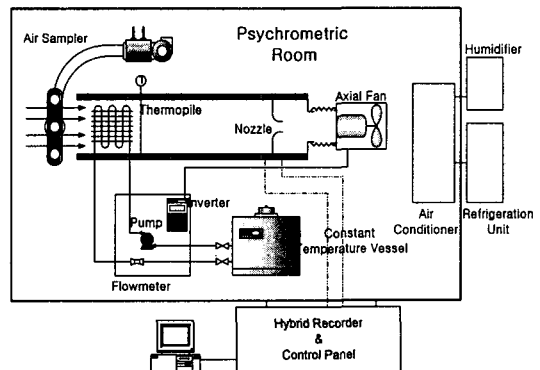 Air Sampler
Psychrometric
Room
Humidifier
Thermopile
Axial Fan
Nozzle
Inverter
Pump
Constant
Temperature Vessel
Flowmeter
Air
Conditioner
Refrigeration
Unit
Hybrid Recorder
&
Control Panel